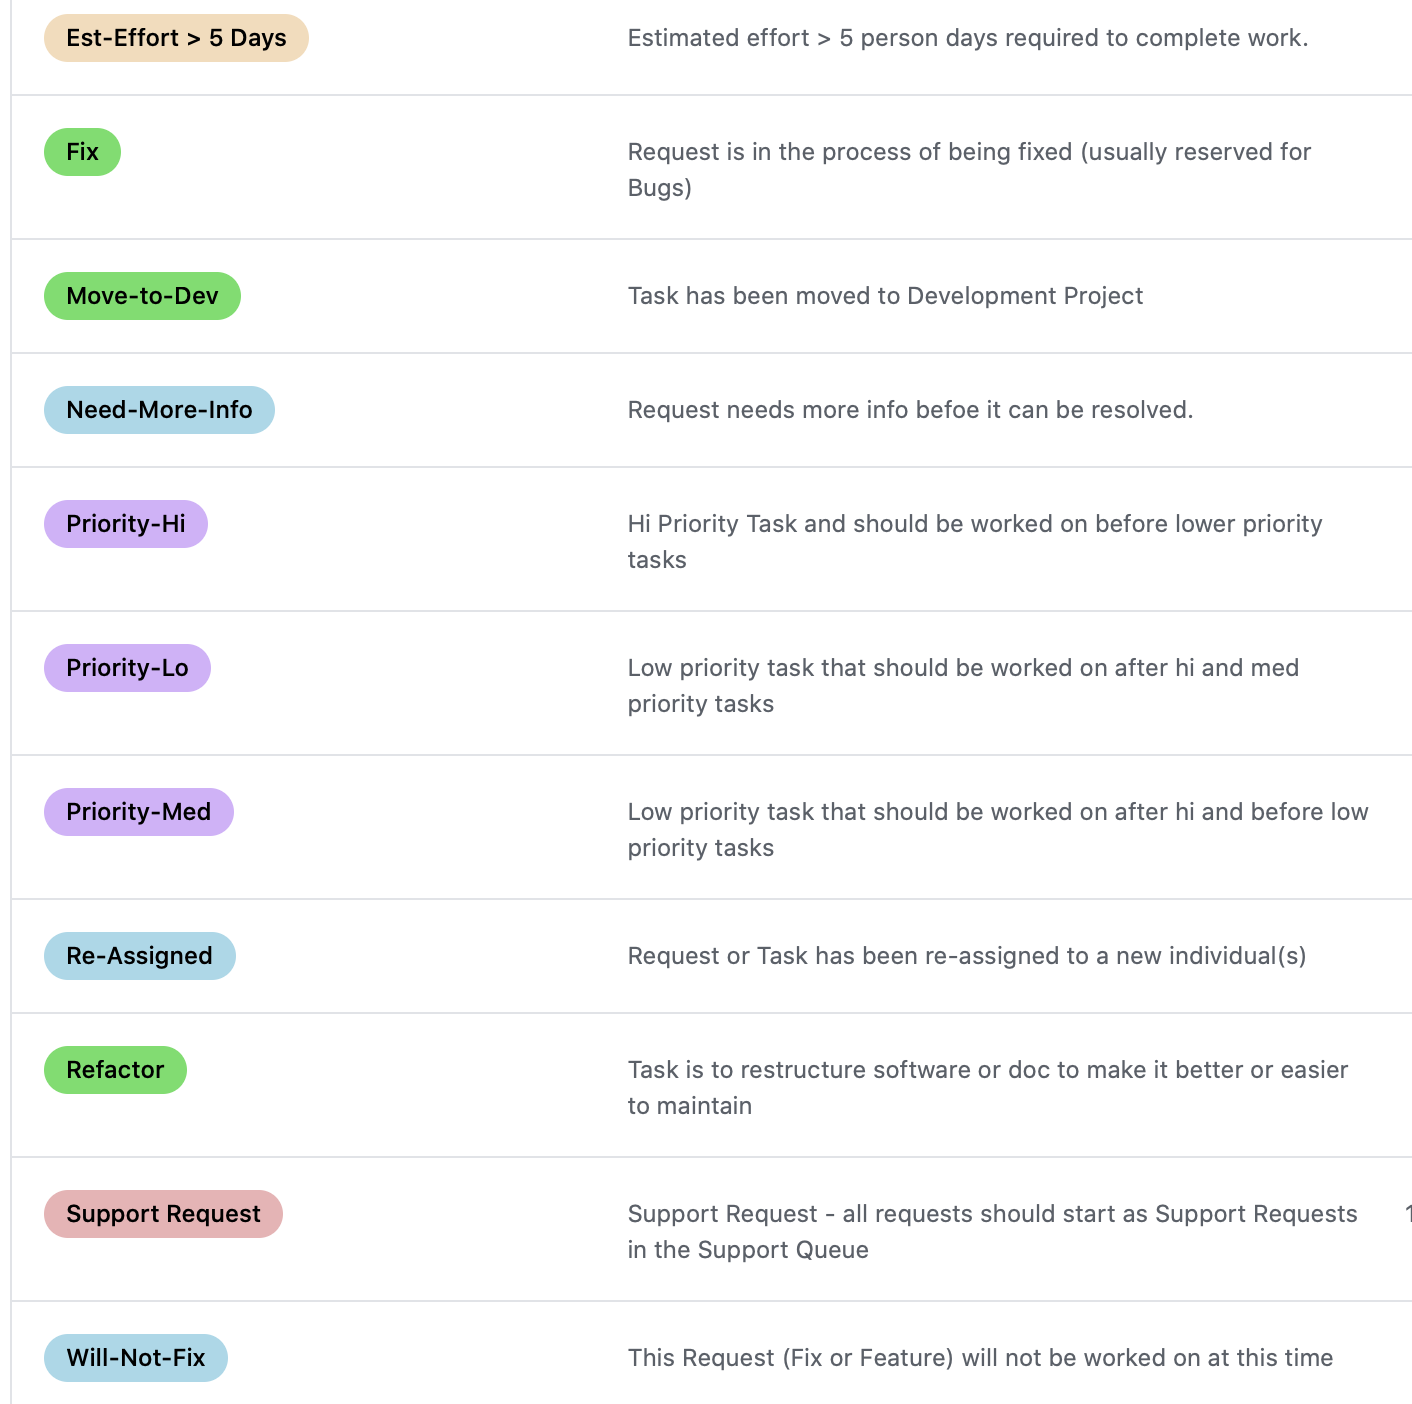 Est-Effort > 5 Days
Estimated effort > 5 person days required to complete work.
Fix
Request is in the process of being fixed (usually reserved for
Bugs)
Move-to-Dev
Task has been moved to Development Project
Need-More-Info
Request needs more info befoe it can be resolved.
Priority-Hi
Hi Priority Task and should be worked on before lower priority
tasks
Priority-Lo
Low priority task that should be worked on after hi and med
priority tasks
Priority-Med
Low priority task that should be worked on after hi and before low
priority tasks
Re-Assigned
Request or Task has been re-assigned to a new individual(s)
Refactor
Task is to restructure software or doc to make it better or easier
to maintain
Support Request
Support Request - all requests should start as Support Requests
in the Support Queue
Will-Not-Fix
This Request (Fix or Feature) will not be worked on at this time